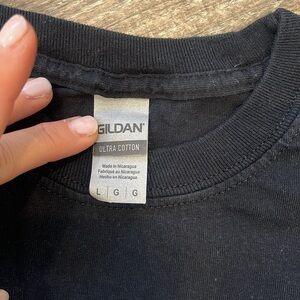 GILDAN
ULTRA COTTON
Made in Nicaragua
Fabriqué au Nicaragua
Hecho en Nicaragua
L | G | G